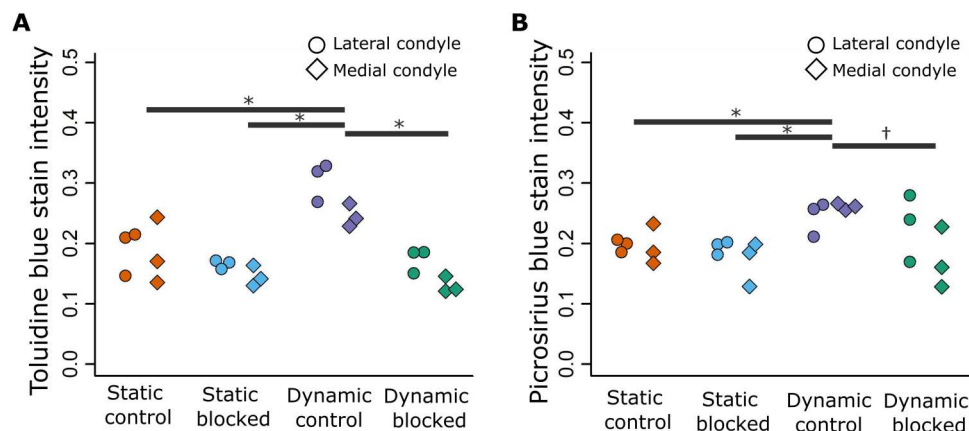 A
Lateral condyle
Medial condyle
Toluidine blue stain intensity
0.5
0.4
0.3
0.2
0.1
0.0
*
*
*
Static control
Static blocked
Dynamic control
Dynamic blocked
B
Lateral condyle
Medial condyle
Picrosirius blue stain intensity
0.5
0.4
0.3
0.2
0.1
0.0
*
*
†
Static control
Static blocked
Dynamic control
Dynamic blocked